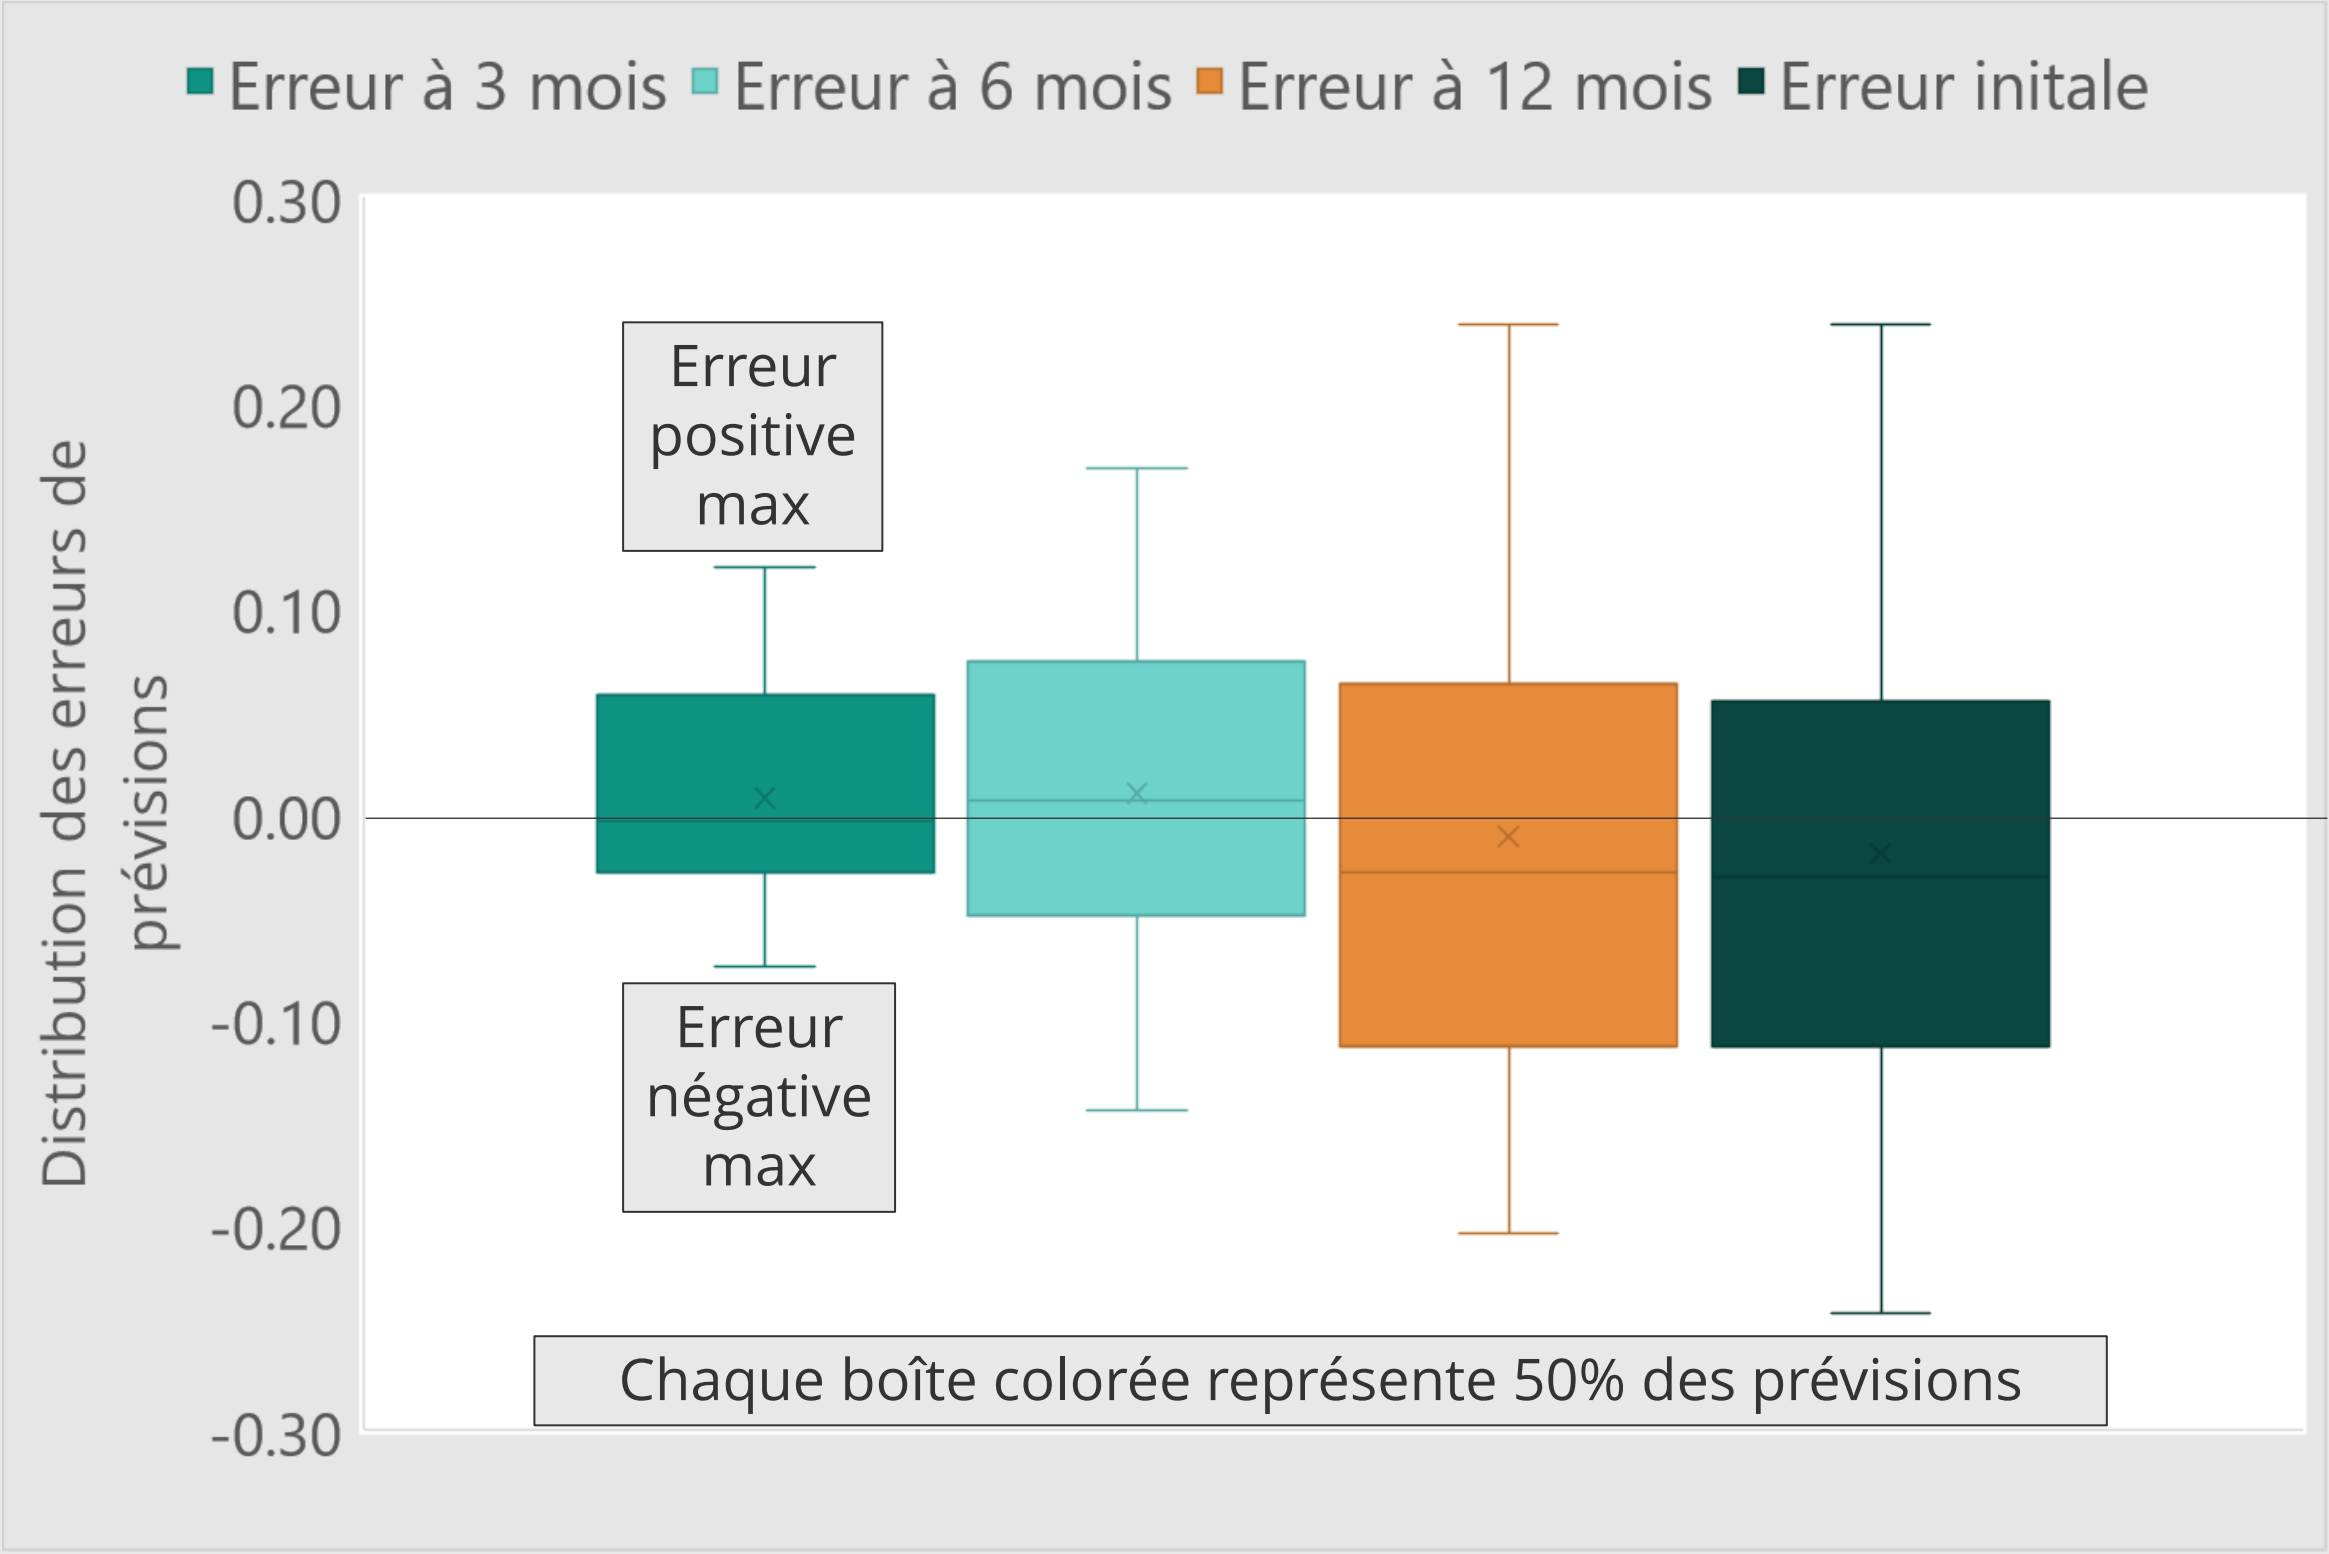 Erreur à 3 mois Erreur à 6 mois Erreur à 12 mois Erreur initale
0.30
0.20
0.10
0.00
-0.10
-0.20
-0.30
Distribution des erreurs de
prévisions
Erreur
positive
max
Erreur
négative
max
Chaque boîte colorée représente 50% des prévisions